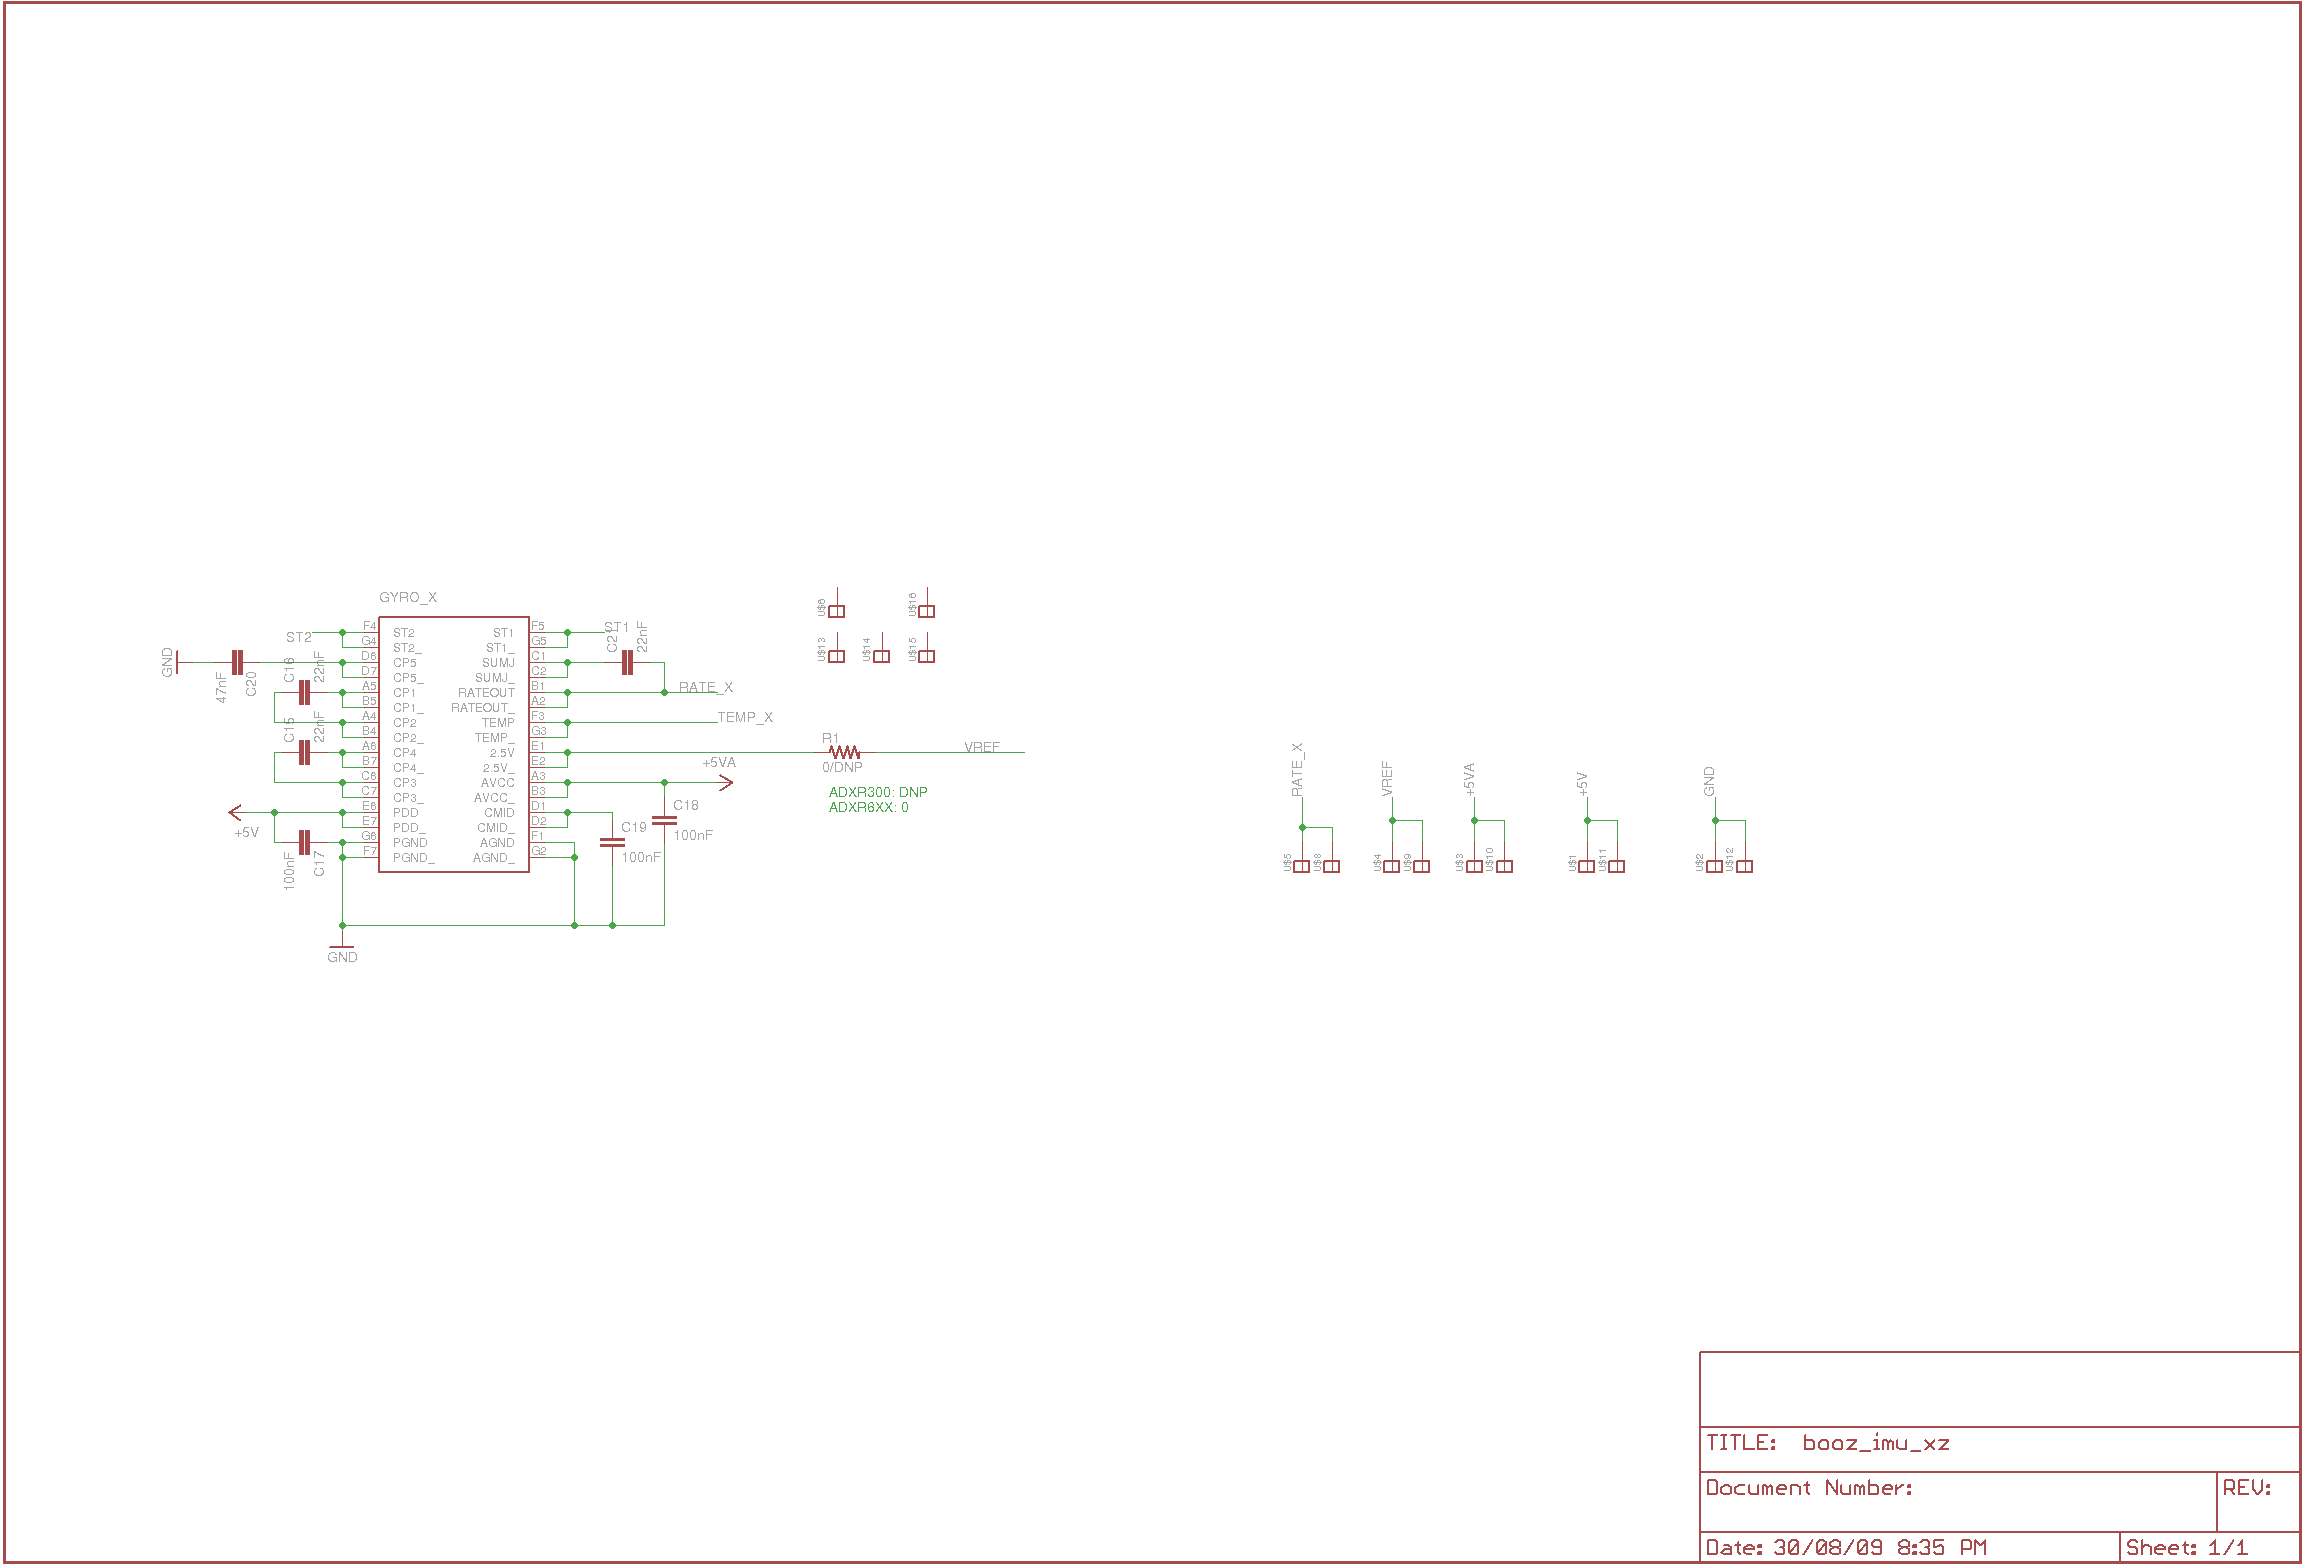 GYRO_X
F4 ST2 ST1 F5
G4 ST2_ ST1_ G5
D6 CP5 SUMJ C1
D7 CP5_ SUMJ_ C2
A5 CP1 RATEOUT B1
B5 CP1_ RATEOUT_ A2
A4 CP2 TEMP F3
B4 CP2_ TEMP_ G3
A6 CP4 2.5V E1
B7 CP4_ 2.5V_ E2
C6 CP3 AVCC A3
C7 CP3_ AVCC_ B3
E6 PDD CMID D1
E7 PDD_ CMID_ D2
G6 PGND AGND F1
F7 PGND_ AGND_ G2
ST2
GND
47nF
C20
C16
22nF
C15
22nF
+5V
100nF
C17
GND
ST1
22nF
RATE_X
TEMP_X
R1
0/DNP
VREF
ADXR300: DNP
ADXR6XX: 0
+5VA
C18
100nF
C19
100nF
U$6
U$16
U$13
U$14
U$15
RATE_X
VREF
+5VA
+5V
GND
U$5
U$8
U$4
U$9
U$3
U$10
U$1
U$11
U$2
U$12
TITLE: booz_imu_xz
Document Number:
REV:
Date: 30/08/09 8:35 PM
Sheet: 1/1